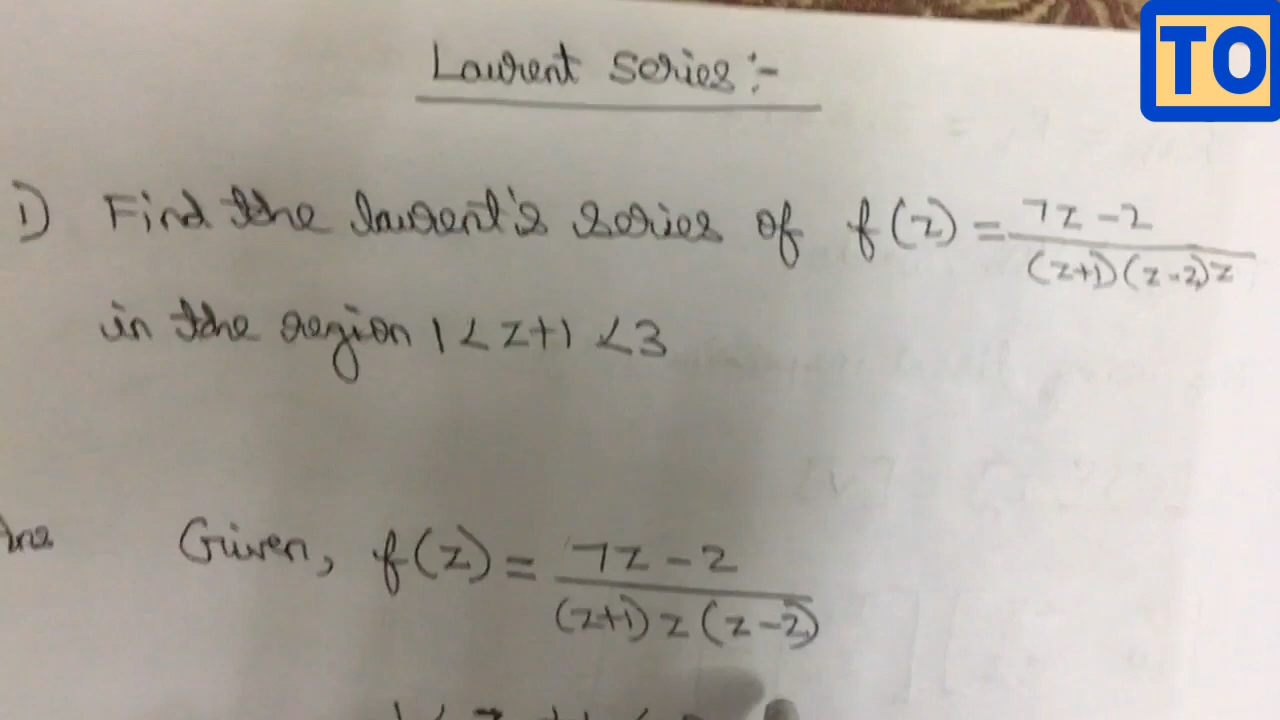 TO
Laurent series :-
1) Find the laurent's series of f(z) = 7z-2 / (z+1)(z-2)z
in the region 1 < z+1 < 3
Ans Given, f(z) = 7z-2 / (z+1)z(z-2)